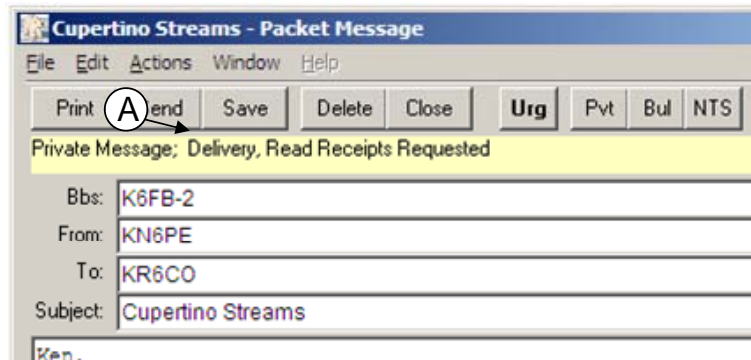 Cupertino Streams - Packet Message
File Edit Actions Window Help
Print A end Save Delete Close Urg Pvt Bul NTS
Private Message; Delivery, Read Receipts Requested
Bbs: K6FB-2
From: KN6PE
To: KR6CO
Subject: Cupertino Streams
Ken,